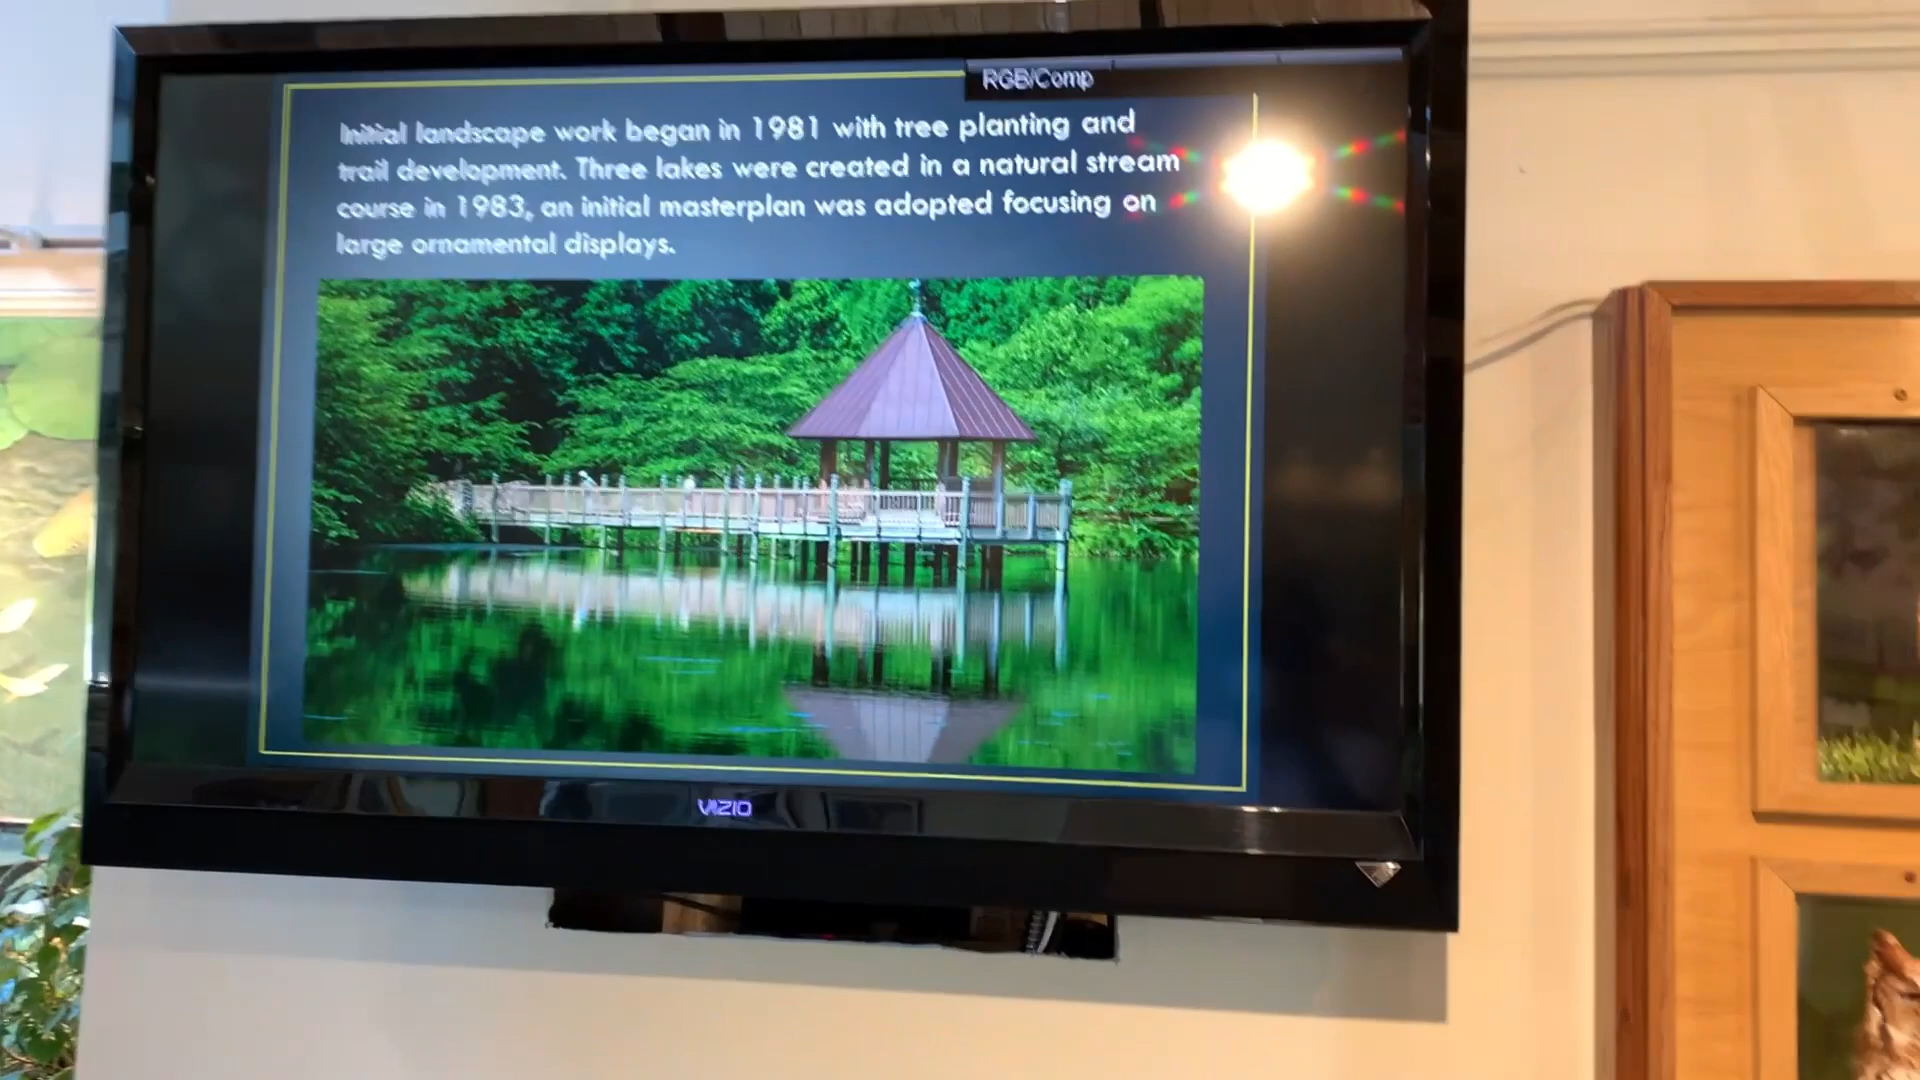 RGB/Comp
Initial landscape work began in 1981 with tree planting and
trail development. Three lakes were created in a natural stream
course in 1983, an initial masterplan was adopted focusing on
large ornamental displays.
VIZIO